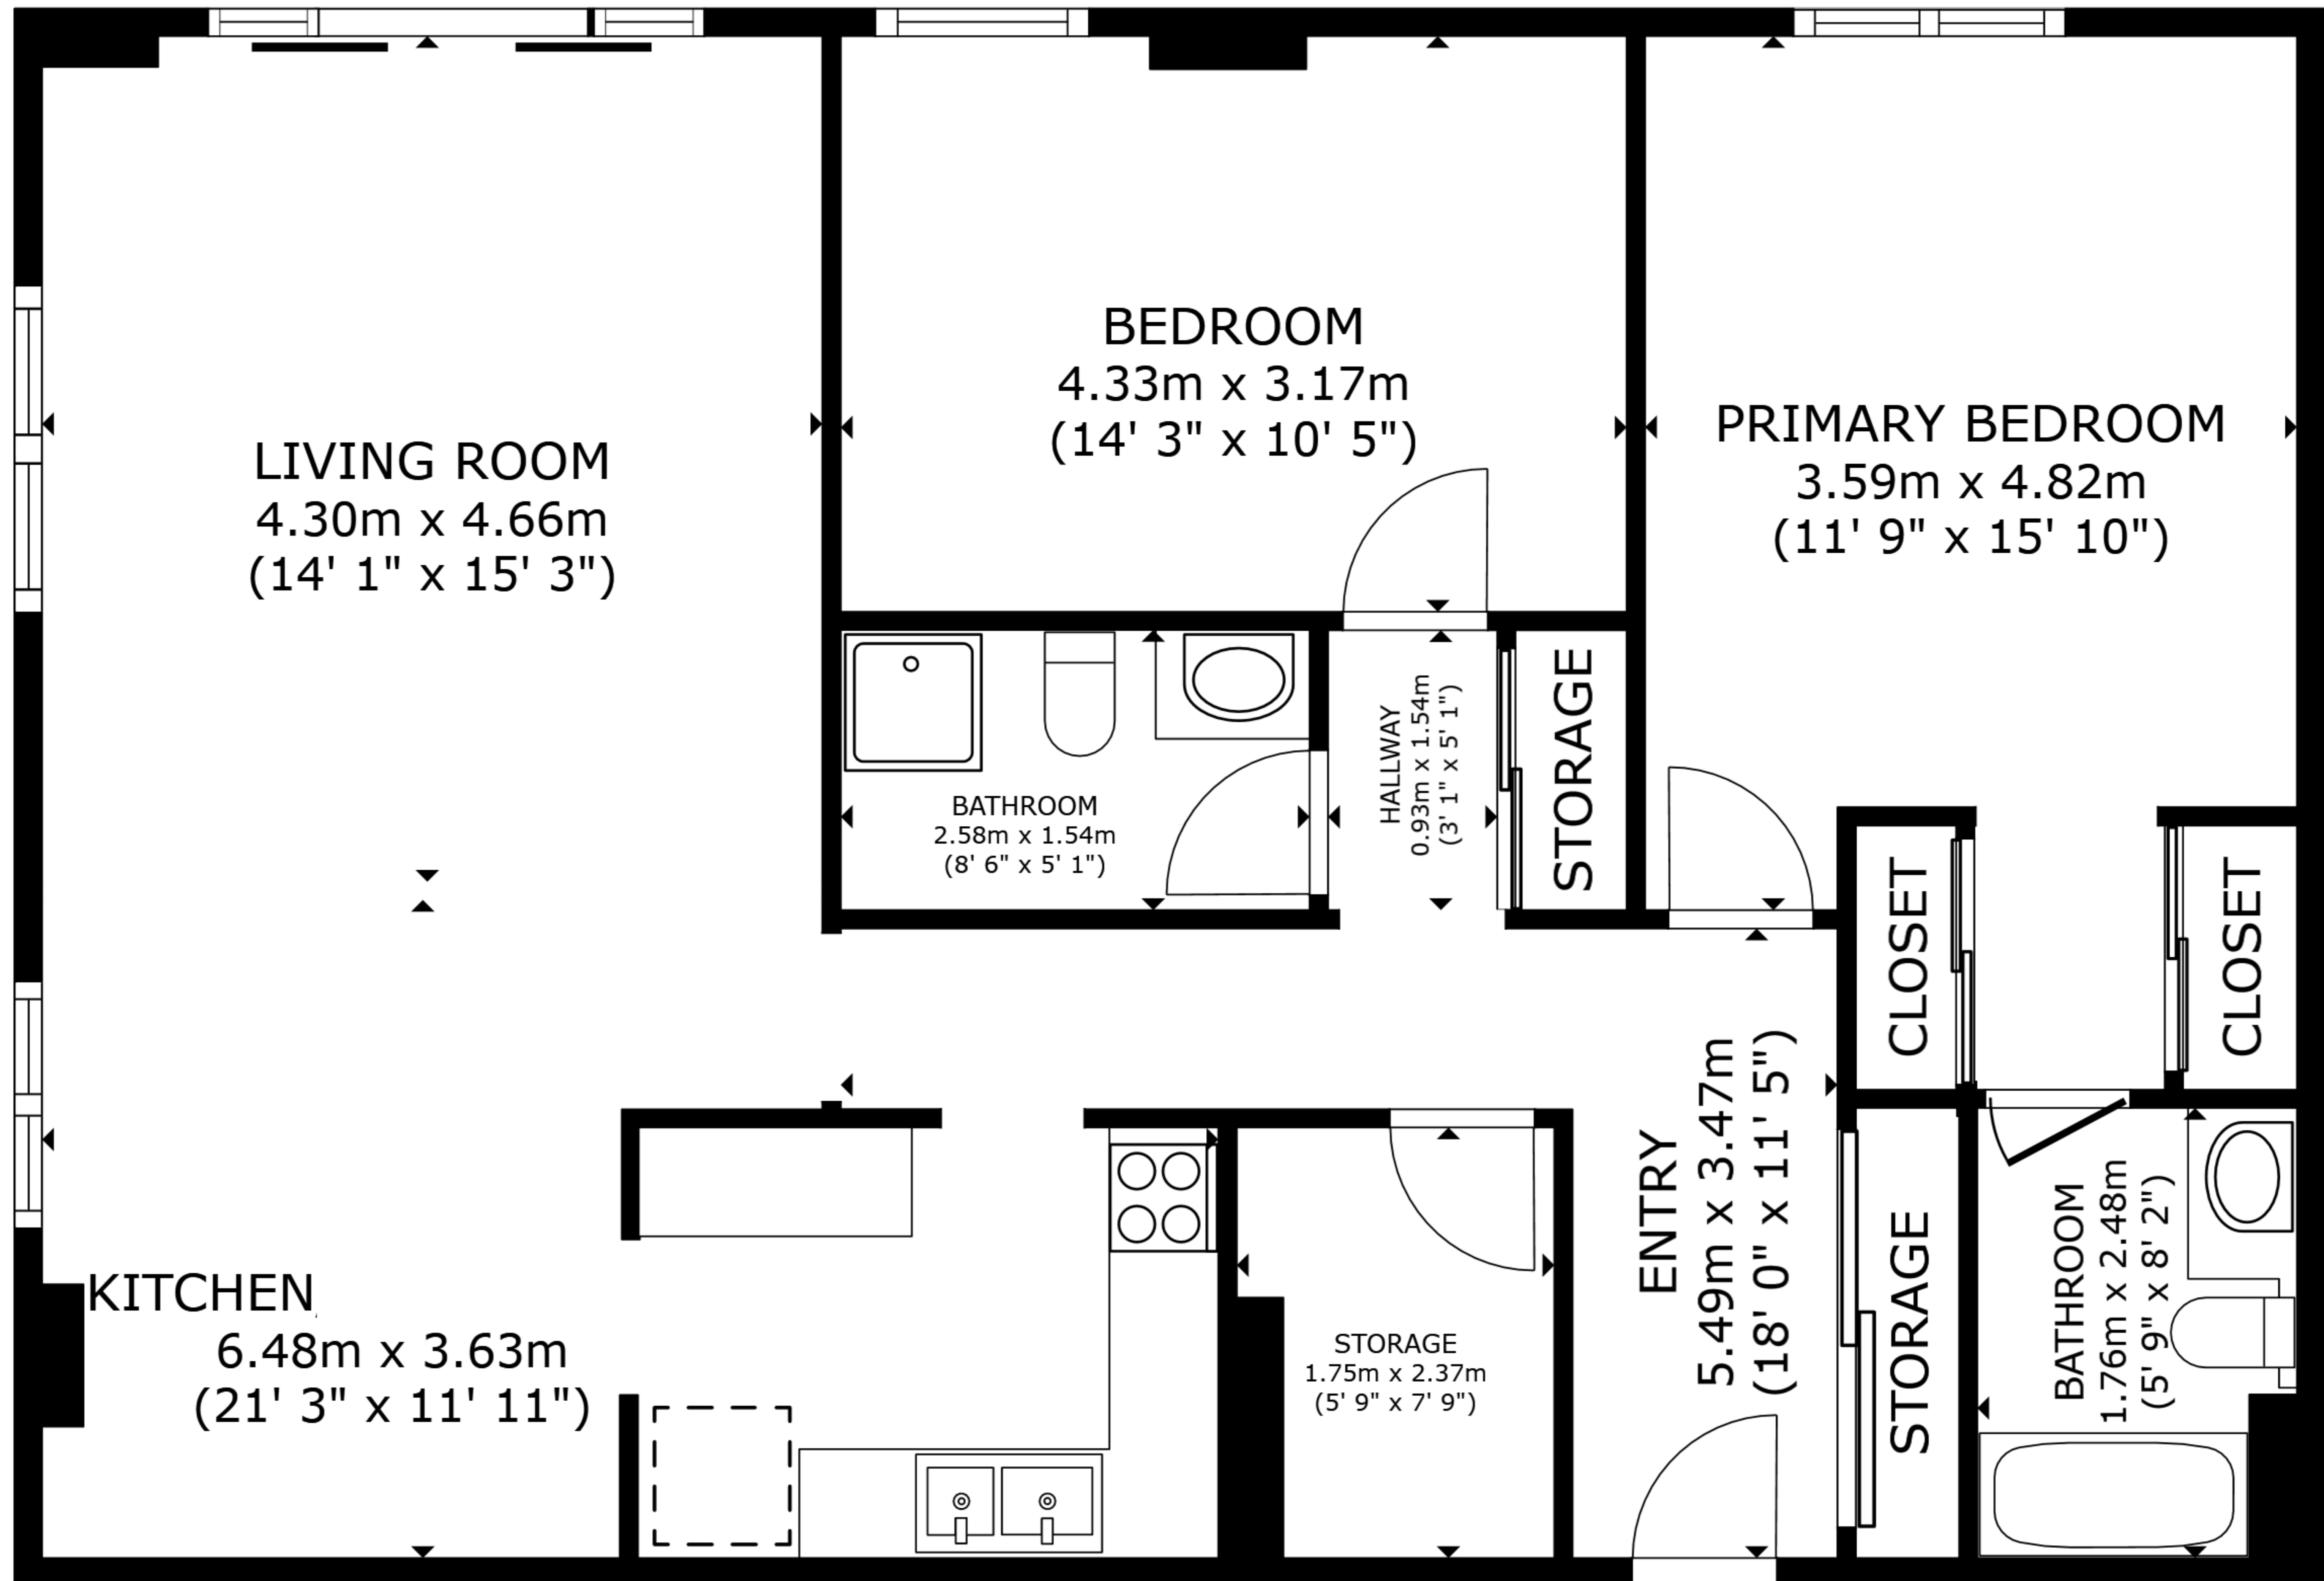 BEDROOM
4.33m x 3.17m
(14' 3" x 10' 5")
PRIMARY BEDROOM
3.59m x 4.82m
(11' 9" x 15' 10")
LIVING ROOM
4.30m x 4.66m
(14' 1" x 15' 3")
BATHROOM
2.58m x 1.54m
(8' 6" x 5' 1")
HALLWAY
0.93m x 1.54m
(3' 1" x 5' 1")
STORAGE
CLOSET
CLOSET
KITCHEN
6.48m x 3.63m
(21' 3" x 11' 11")
STORAGE
1.75m x 2.37m
(5' 9" x 7' 9")
ENTRY
5.49m x 3.47m
(18' 0" x 11' 5")
STORAGE
BATHROOM
1.76m x 2.48m
(5' 9" x 8' 2")